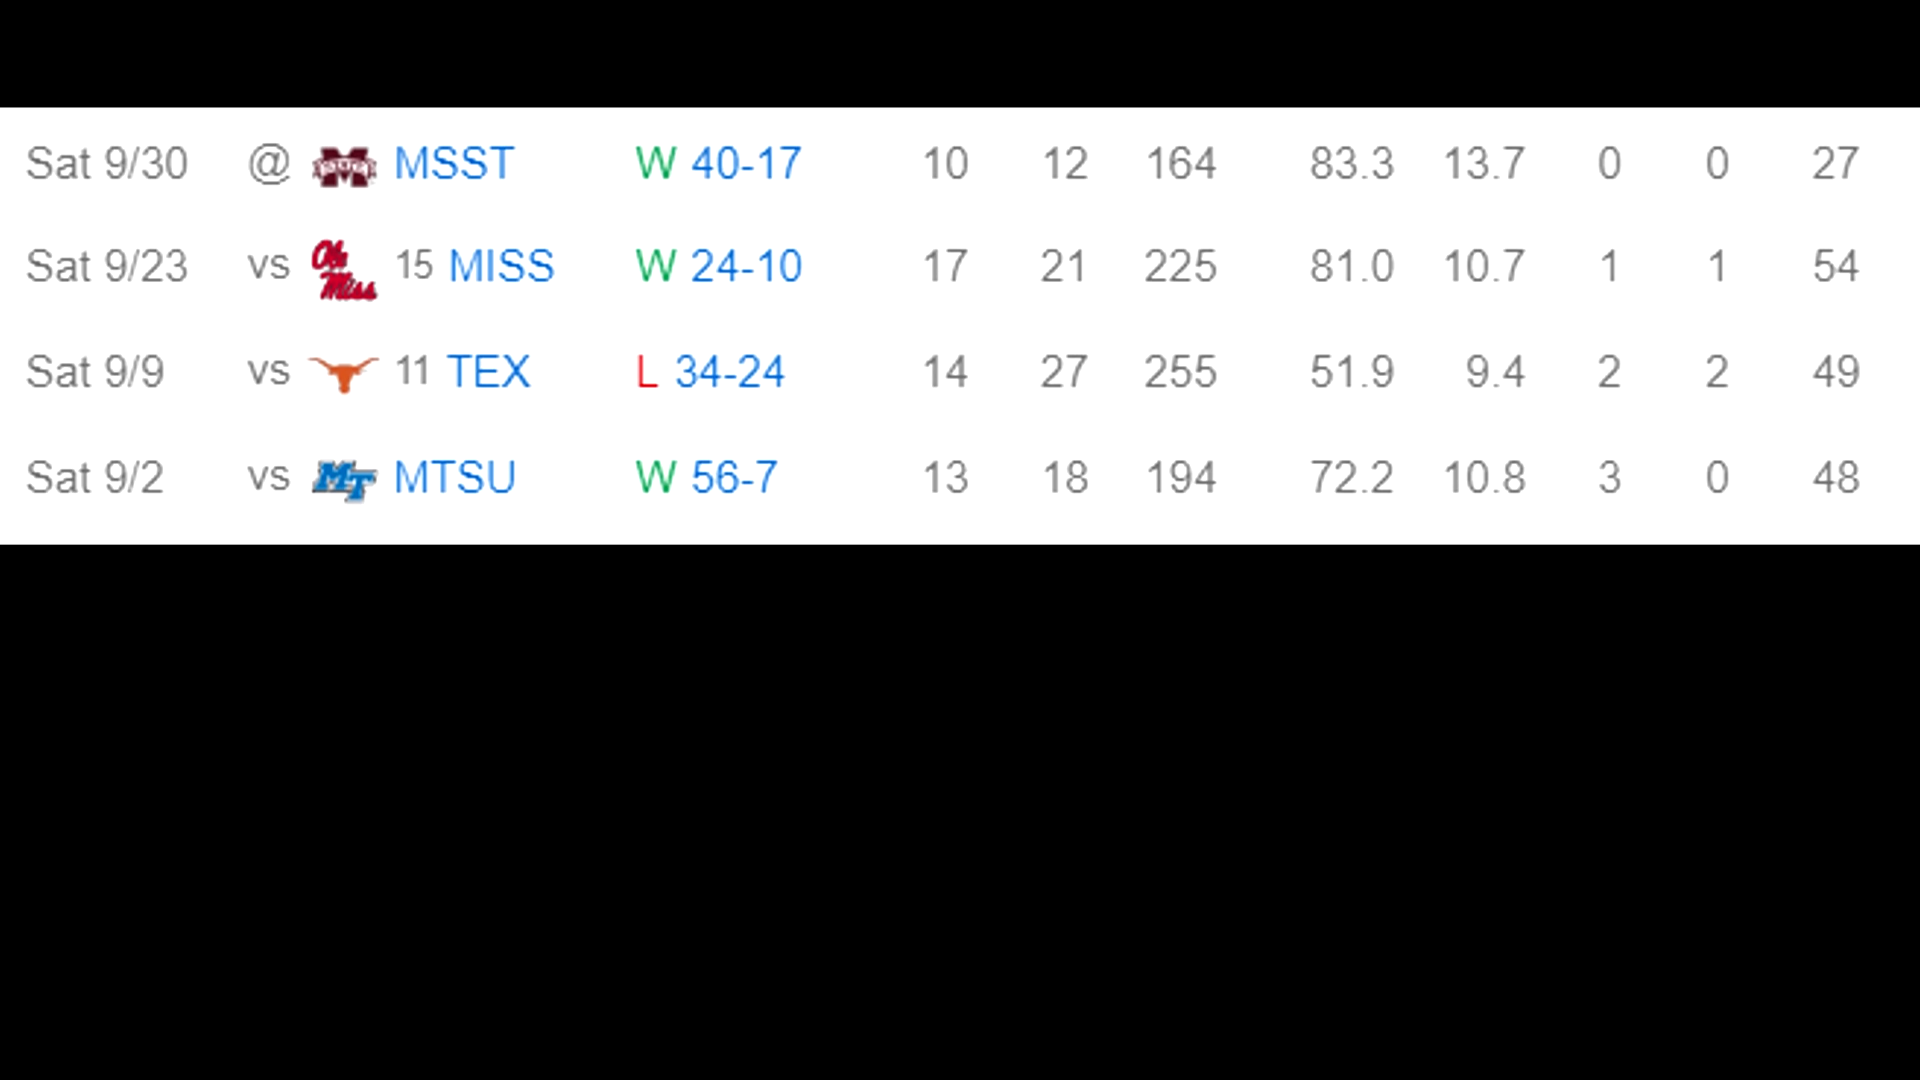 Sat 9/30 @ MSST W 40-17 10 12 164 83.3 13.7 0 0 27
Sat 9/23 vs Ole Miss 15 MISS W 24-10 17 21 225 81.0 10.7 1 1 54
Sat 9/9 vs 11 TEX L 34-24 14 27 255 51.9 9.4 2 2 49
Sat 9/2 vs MT MTSU W 56-7 13 18 194 72.2 10.8 3 0 48